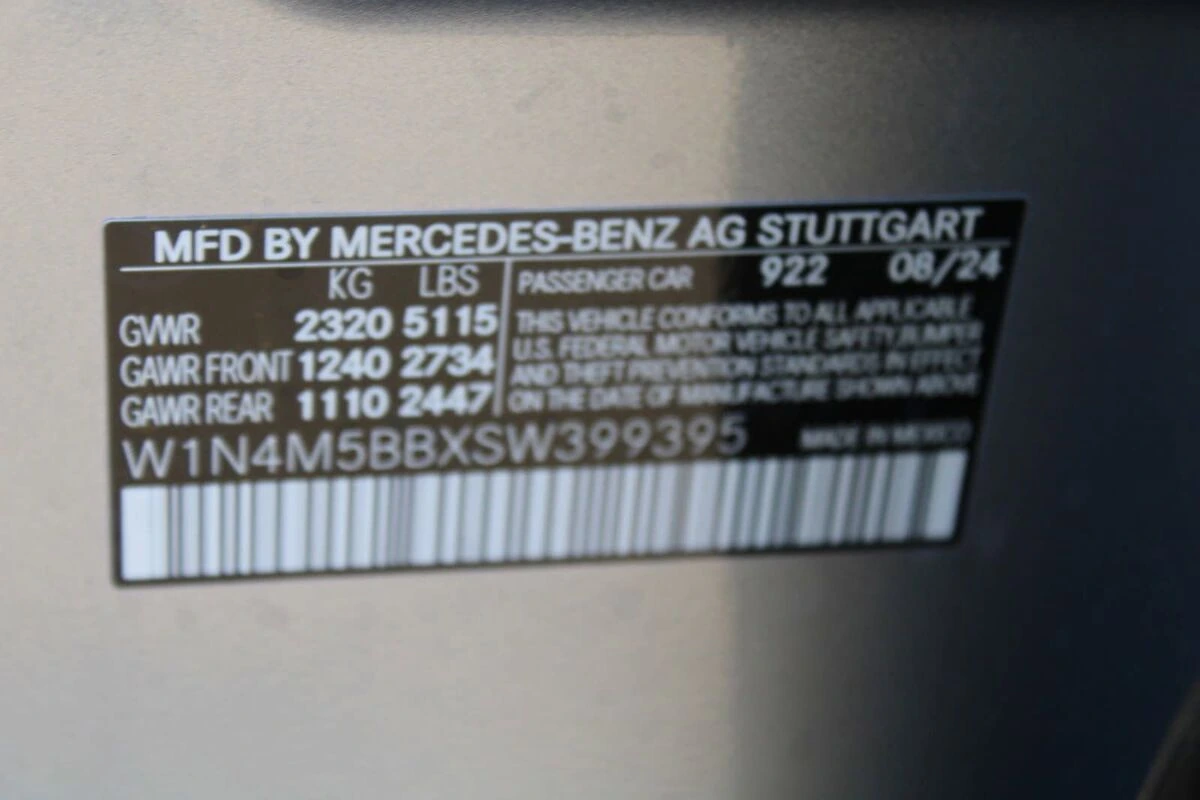 MFD BY MERCEDES-BENZ AG STUTTGART
KG LBS
GVWR 2320 5115
GAWR FRONT 1240 2734
GAWR REAR 1110 2447
PASSENGER CAR 922 08/24
THIS VEHICLE CONFORMS TO ALL APPLICABLE
U.S. FEDERAL MOTOR VEHICLE SAFETY,BUMPER
AND THEFT PREVENTION STANDARDS IN EFFECT
ON THE DATE OF MANUFACTURE SHOWN ABOVE
W1N4M5BBXSW399395 MADE IN MEXICO